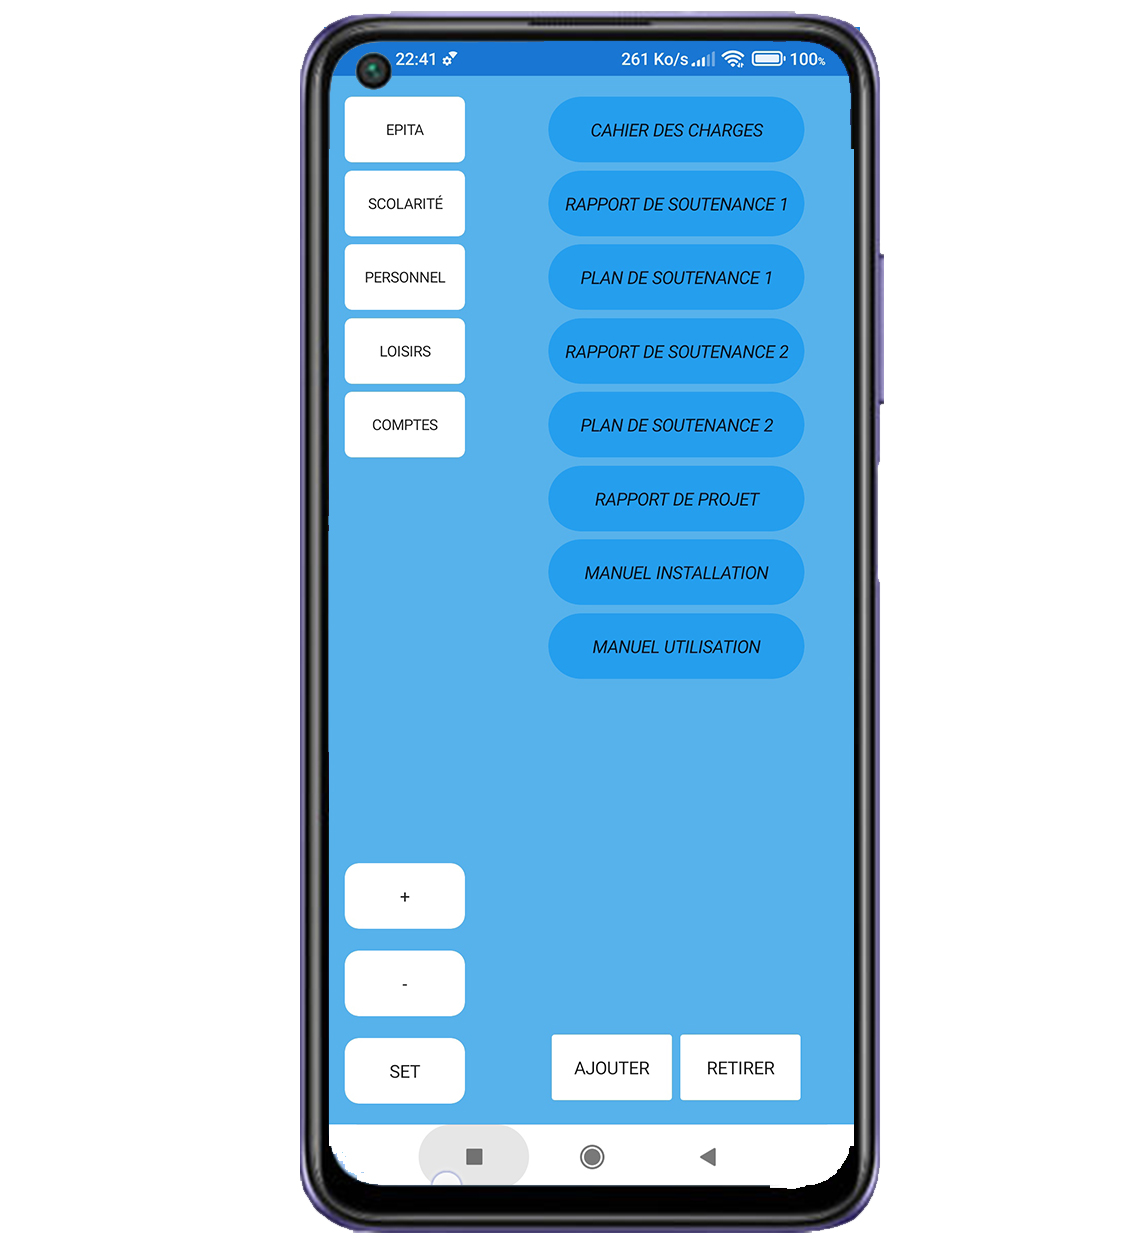 22:41 261 Ko/s 100%
EPITA
SCOLARITÉ
PERSONNEL
LOISIRS
COMPTES
CAHIER DES CHARGES
RAPPORT DE SOUTENANCE 1
PLAN DE SOUTENANCE 1
RAPPORT DE SOUTENANCE 2
PLAN DE SOUTENANCE 2
RAPPORT DE PROJET
MANUEL INSTALLATION
MANUEL UTILISATION
+
-
SET
AJOUTER
RETIRER